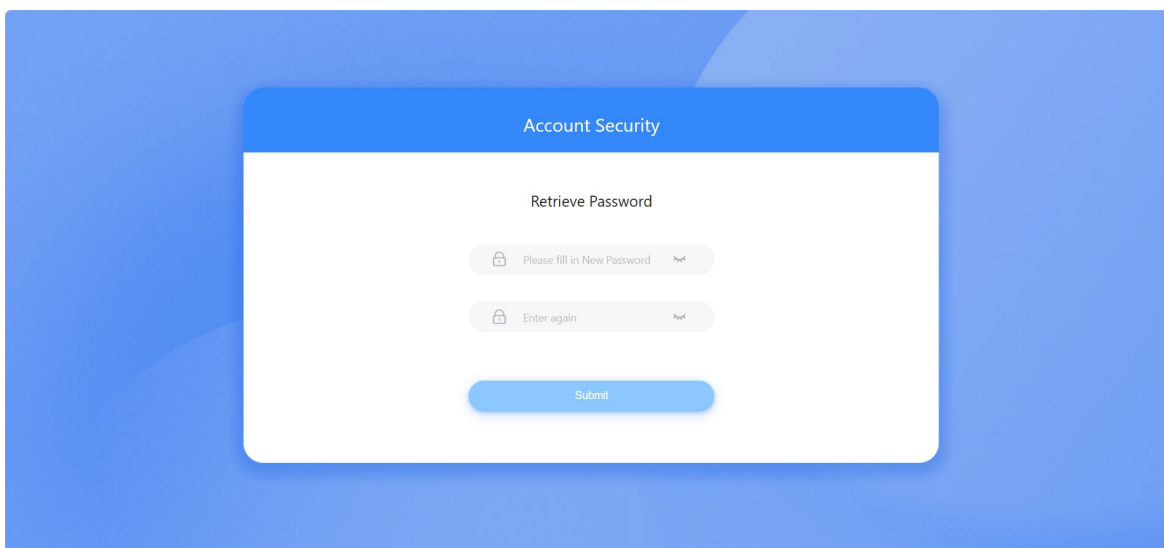 Account Security
Retrieve Password
Please fill in New Password
Enter again
Submit